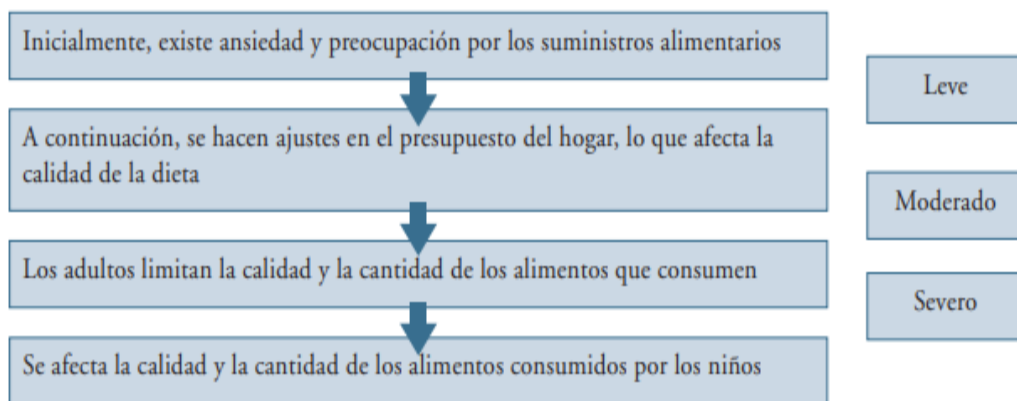 Inicialmente, existe ansiedad y preocupación por los suministros alimentarios
A continuación, se hacen ajustes en el presupuesto del hogar, lo que afecta la
calidad de la dieta
Los adultos limitan la calidad y la cantidad de los alimentos que consumen
Se afecta la calidad y la cantidad de los alimentos consumidos por los niños
Leve
Moderado
Severo